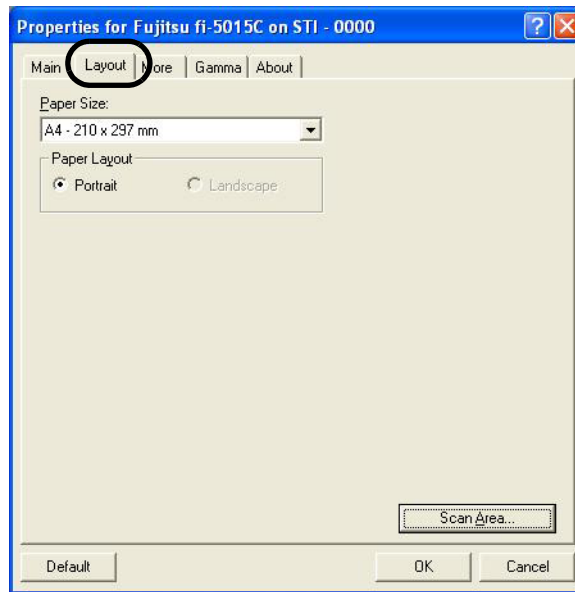 Properties for Fujitsu fi-5015C on STI - 0000
Main Layout More Gamma About
Paper Size:
A4 - 210 x 297 mm
Paper Layout
Portrait Landscape
Scan Area...
Default OK Cancel